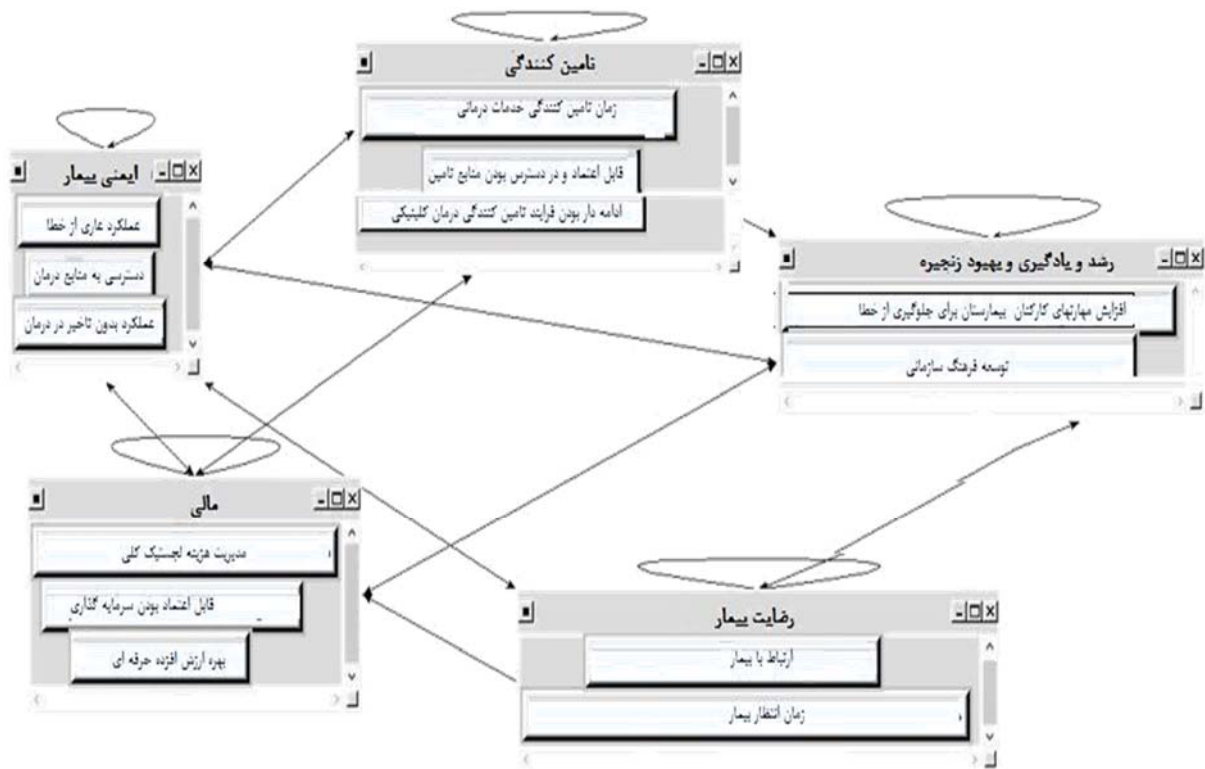 تامین کنندگی
زمان تامین کنندگی خدمات درمانی
قابل اعتماد و در دسترس بودن منابع تامین
ادامه دار بودن فرایند تامین کنندگی درمان کلینیکی
ایمنی بیمار
عملکرد عاری از خطا
دسترسی به منابع درمان
عملکرد بدون تاخیر در درمان
رشد و یادگیری و بهبود زنجیره
افزایش مهارتهای کارکنان بیمارستان برای جلوگیری از خطا
توسعه فرهنگ سازمانی
مالی
مدیریت هزینه لجستیک کلی
قابل اعتماد بودن سرمایه گذاری
بهره ارزش افزده حرفه ای
رضایت بیمار
ارتباط با بیمار
زمان انتظار بیمار